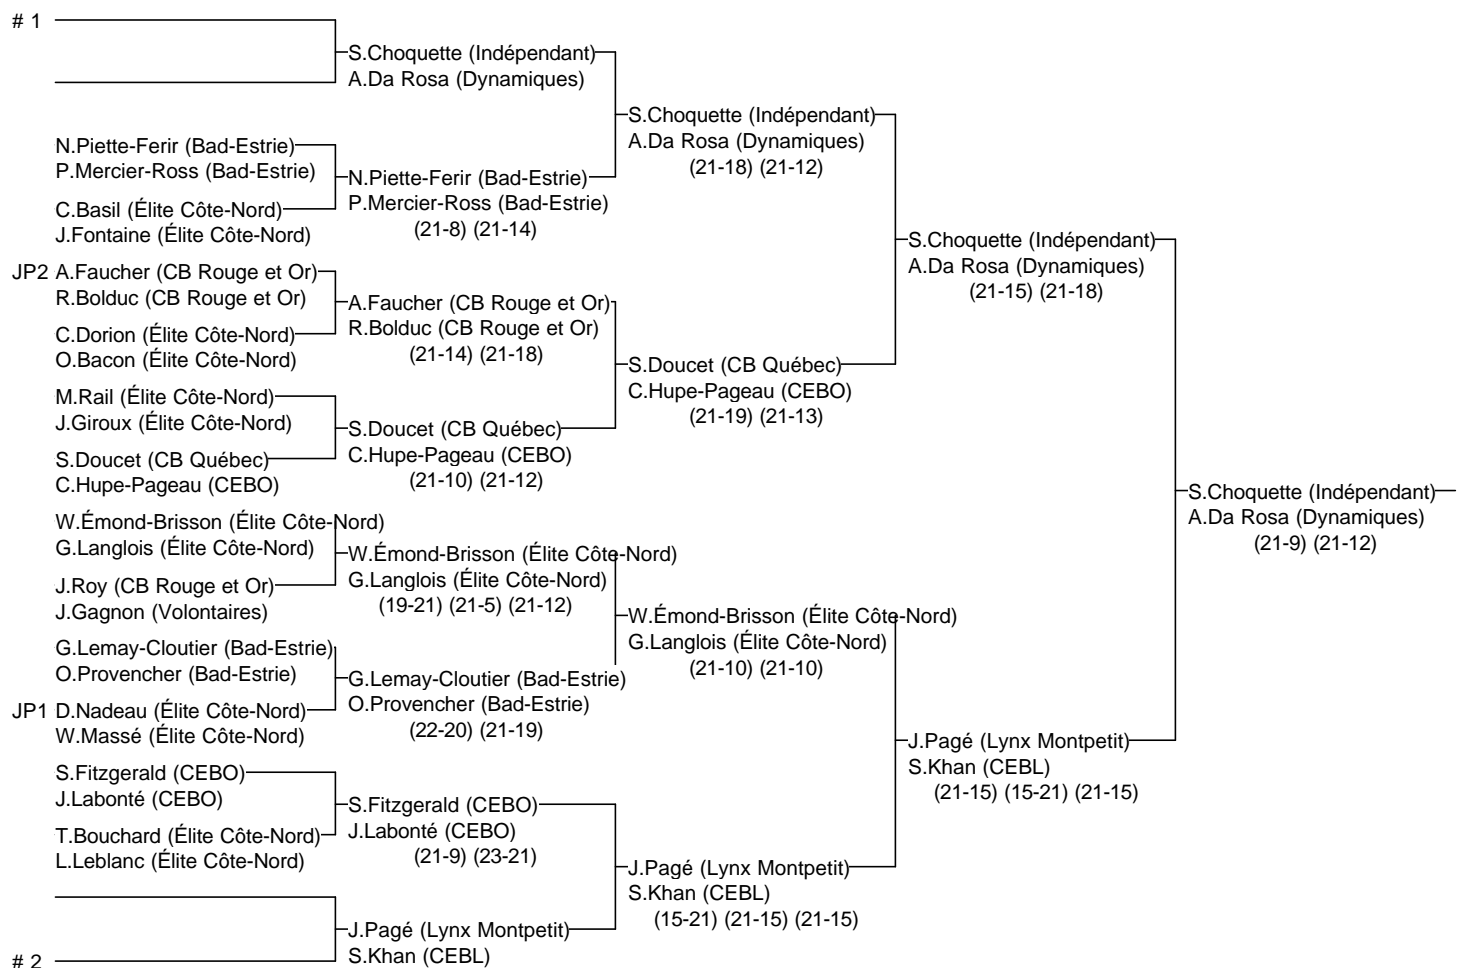 # 1
S.Choquette (Indépendant)
A.Da Rosa (Dynamiques)
S.Choquette (Indépendant)
A.Da Rosa (Dynamiques)
(21-18) (21-12)
N.Piette-Ferir (Bad-Estrie)
P.Mercier-Ross (Bad-Estrie)
N.Piette-Ferir (Bad-Estrie)
P.Mercier-Ross (Bad-Estrie)
(21-8) (21-14)
C.Basil (Élite Côte-Nord)
J.Fontaine (Élite Côte-Nord)
S.Choquette (Indépendant)
A.Da Rosa (Dynamiques)
(21-15) (21-18)
JP2 A.Faucher (CB Rouge et Or)
R.Bolduc (CB Rouge et Or)
A.Faucher (CB Rouge et Or)
R.Bolduc (CB Rouge et Or)
(21-14) (21-18)
C.Dorion (Élite Côte-Nord)
O.Bacon (Élite Côte-Nord)
S.Doucet (CB Québec)
C.Hupe-Pageau (CEBO)
(21-19) (21-13)
M.Rail (Élite Côte-Nord)
J.Giroux (Élite Côte-Nord)
S.Doucet (CB Québec)
C.Hupe-Pageau (CEBO)
(21-10) (21-12)
S.Doucet (CB Québec)
C.Hupe-Pageau (CEBO)
S.Choquette (Indépendant)
A.Da Rosa (Dynamiques)
(21-9) (21-12)
W.Émond-Brisson (Élite Côte-Nord)
G.Langlois (Élite Côte-Nord)
W.Émond-Brisson (Élite Côte-Nord)
G.Langlois (Élite Côte-Nord)
(19-21) (21-5) (21-12)
J.Roy (CB Rouge et Or)
J.Gagnon (Volontaires)
W.Émond-Brisson (Élite Côte-Nord)
G.Langlois (Élite Côte-Nord)
(21-10) (21-10)
G.Lemay-Cloutier (Bad-Estrie)
O.Provencher (Bad-Estrie)
G.Lemay-Cloutier (Bad-Estrie)
O.Provencher (Bad-Estrie)
(22-20) (21-19)
JP1 D.Nadeau (Élite Côte-Nord)
W.Massé (Élite Côte-Nord)
J.Pagé (Lynx Montpetit)
S.Khan (CEBL)
(21-15) (15-21) (21-15)
S.Fitzgerald (CEBO)
J.Labonté (CEBO)
S.Fitzgerald (CEBO)
J.Labonté (CEBO)
(21-9) (23-21)
T.Bouchard (Élite Côte-Nord)
L.Leblanc (Élite Côte-Nord)
J.Pagé (Lynx Montpetit)
S.Khan (CEBL)
(15-21) (21-15) (21-15)
J.Pagé (Lynx Montpetit)
S.Khan (CEBL)
# 2